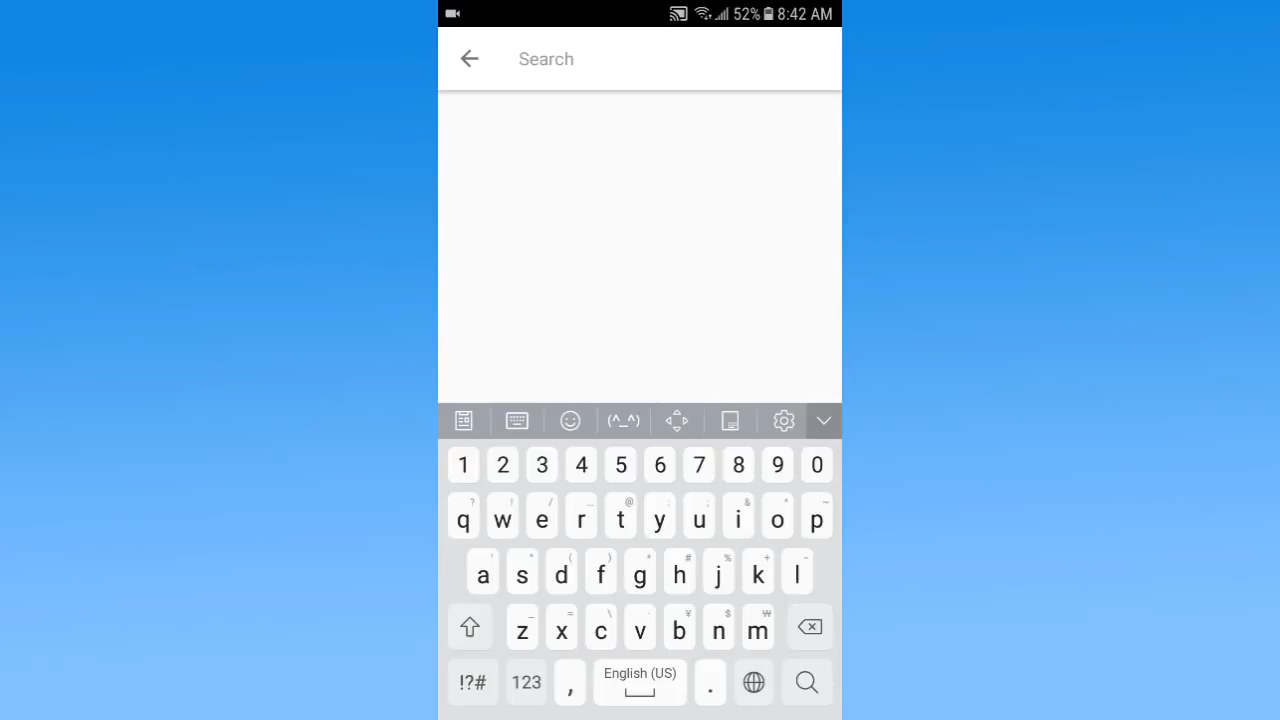 52% 8:42 AM
Search
(^_^)
1 2 3 4 5 6 7 8 9 0
q w e r t y u i o p
a s d f g h j k l
z x c v b n m
!?# 123 , English (US) .